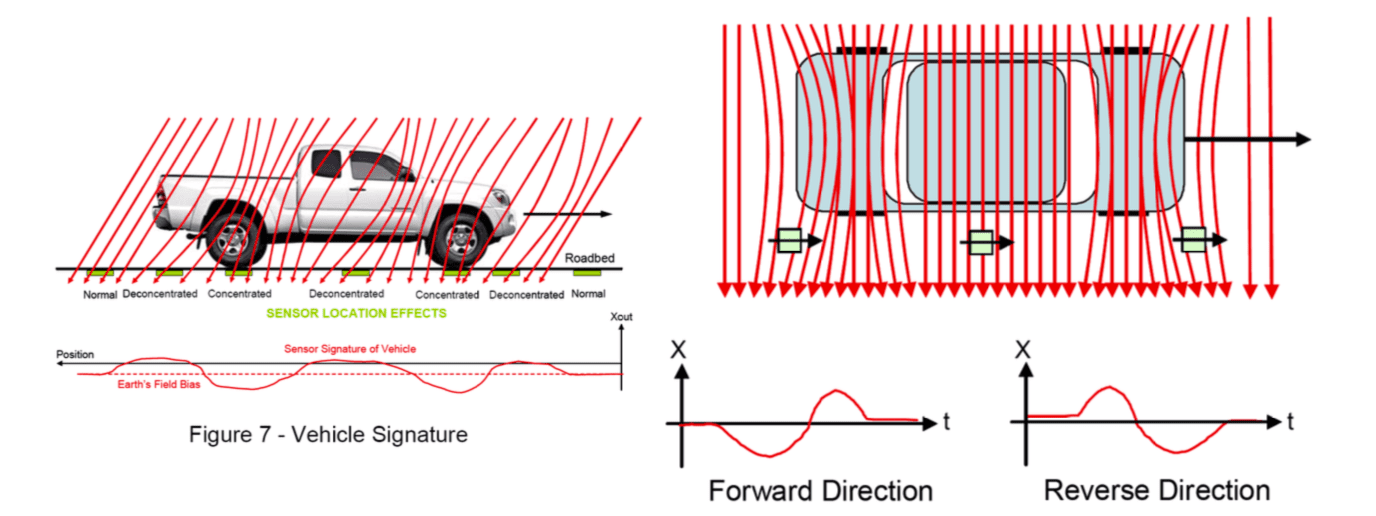 Roadbed
Normal Deconcentrated Concentrated Deconcentrated Concentrated Deconcentrated Normal
SENSOR LOCATION EFFECTS
Xout
Position
Sensor Signature of Vehicle
Earth's Field Bias
Figure 7 - Vehicle Signature
X
t
Forward Direction
X
t
Reverse Direction